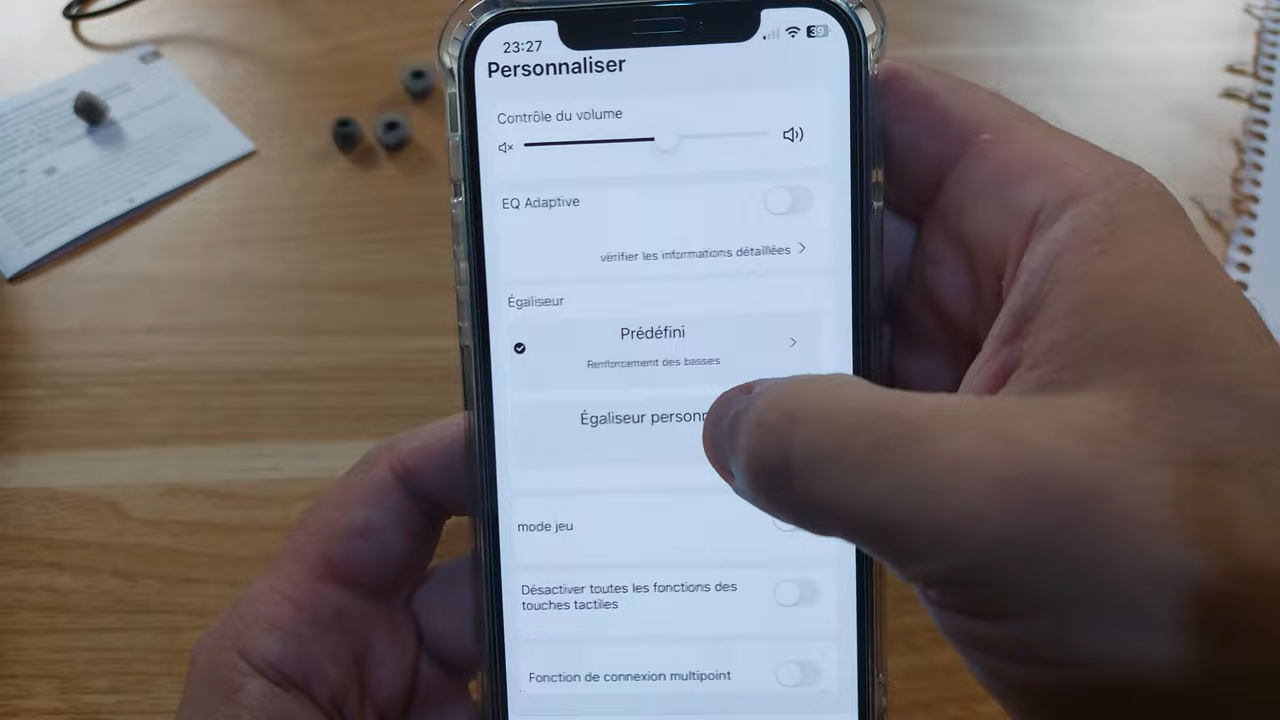 23:27
39
Personnaliser
Contrôle du volume
EQ Adaptive
vérifier les informations détaillées
Égaliseur
Prédéfini
Renforcement des basses
Égaliseur
mode jeu
Désactiver toutes les fonctions des
touches tactiles
Fonction de connexion multipoint